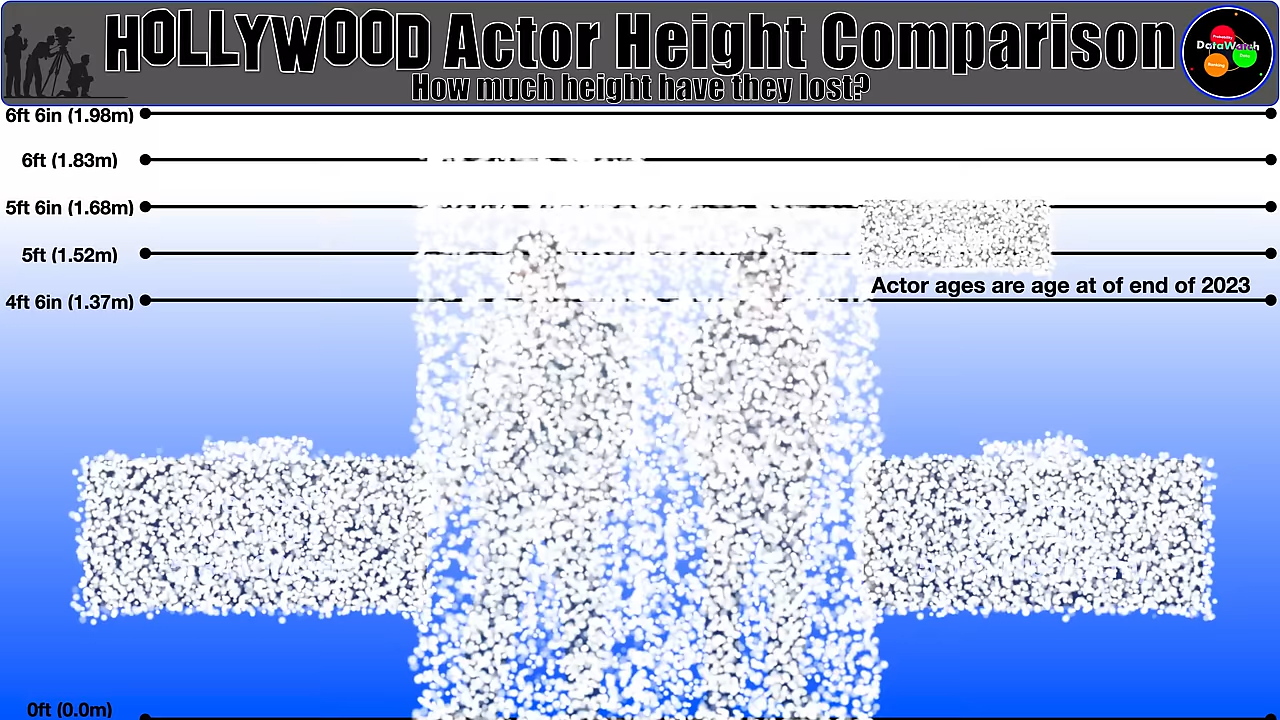 HOLLYWOOD Actor Height Comparison
How much height have they lost?
DataWatch
6ft 6in (1.98m)
6ft (1.83m)
5ft 6in (1.68m)
5ft (1.52m)
Actor ages are age at of end of 2023
4ft 6in (1.37m)
0ft (0.0m)